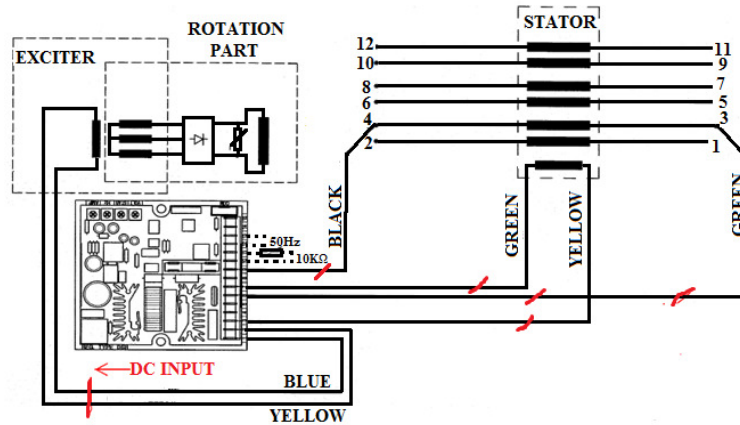 STATOR
ROTATION
PART
EXCITER
12
11
10
9
8
7
6
5
4
3
2
1
BLACK
GREEN
YELLOW
GREEN
50Hz
10KΩ
DC INPUT
BLUE
YELLOW